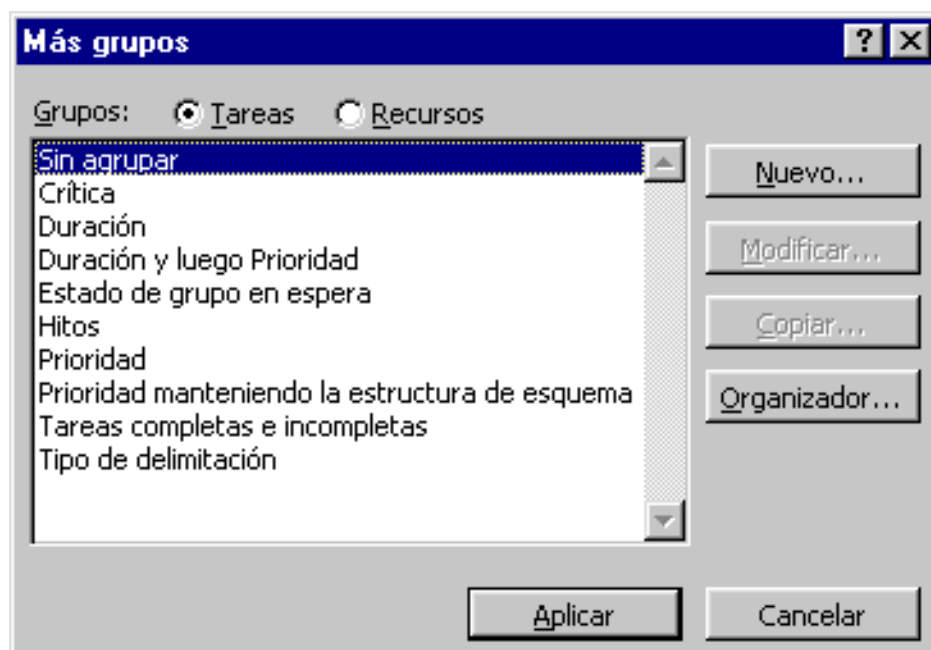 Más grupos
Grupos: Tareas Recursos
Sin agrupar
Crítica
Duración
Duración y luego Prioridad
Estado de grupo en espera
Hitos
Prioridad
Prioridad manteniendo la estructura de esquema
Tareas completas e incompletas
Tipo de delimitación
Nuevo...
Modificar...
Copiar...
Organizador...
Aplicar Cancelar